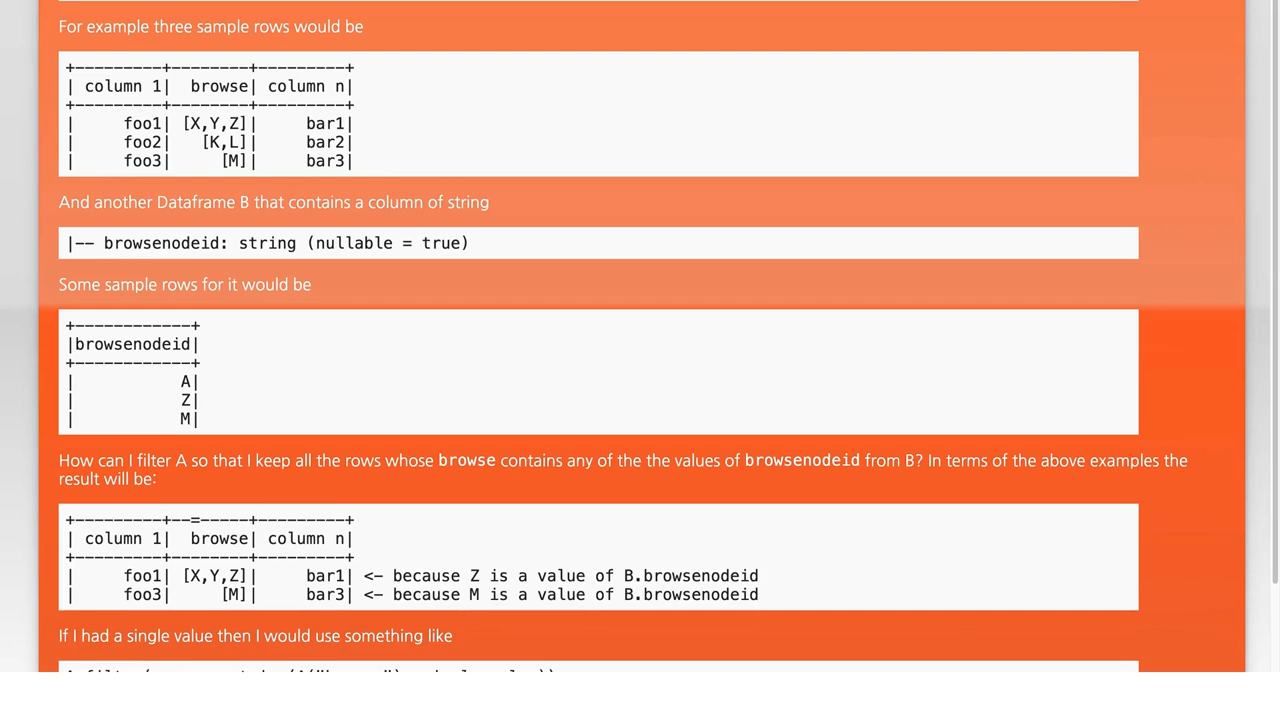 For example three sample rows would be
+---------+--------+---------+
| column 1|  browse| column n|
+---------+--------+---------+
|     foo1| [X,Y,Z]|     bar1|
|     foo2|   [K,L]|     bar2|
|     foo3|     [M]|     bar3|
And another Dataframe B that contains a column of string
|-- browsenodeid: string (nullable = true)
Some sample rows for it would be
+------------+
|browsenodeid|
+------------+
|           A|
|           Z|
|           M|
How can I filter A so that I keep all the rows whose browse contains any of the the values of browsenodeid from B? In terms of the above examples the
result will be:
+---------+--=-----+---------+
| column 1|  browse| column n|
+---------+--------+---------+
|     foo1| [X,Y,Z]|     bar1| <- because Z is a value of B.browsenodeid
|     foo3|     [M]|     bar3| <- because M is a value of B.browsenodeid
If I had a single value then I would use something like